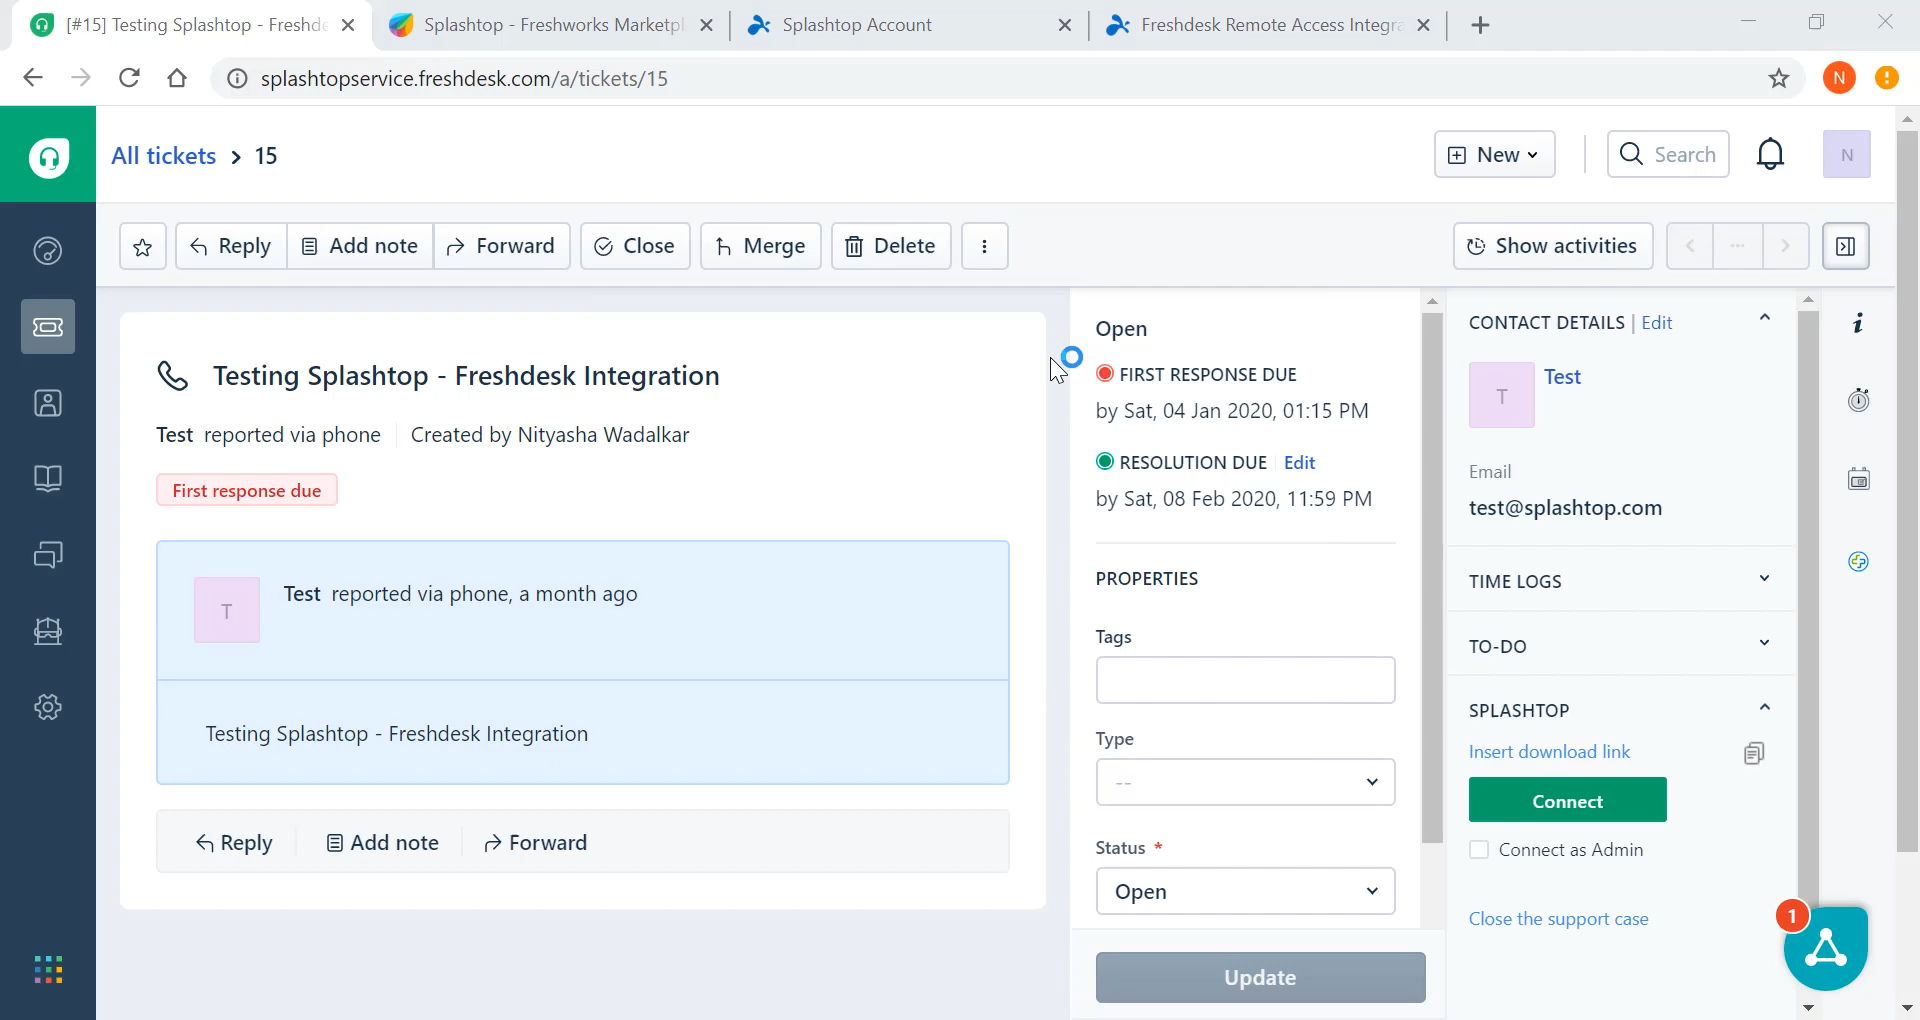 [#15] Testing Splashtop - Freshde
Splashtop - Freshworks Marketpl
Splashtop Account
Freshdesk Remote Access Integra
splashtopservice.freshdesk.com/a/tickets/15
N
All tickets > 15
New
Search
N
Reply
Add note
Forward
Close
Merge
Delete
Show activities
Testing Splashtop - Freshdesk Integration
Test reported via phone
Created by Nityasha Wadalkar
First response due
T
Test reported via phone, a month ago
Testing Splashtop - Freshdesk Integration
Reply
Add note
Forward
Open
FIRST RESPONSE DUE
by Sat, 04 Jan 2020, 01:15 PM
RESOLUTION DUE Edit
by Sat, 08 Feb 2020, 11:59 PM
PROPERTIES
Tags
Type
--
Status *
Open
Update
CONTACT DETAILS | Edit
T
Test
Email
test@splashtop.com
TIME LOGS
TO-DO
SPLASHTOP
Insert download link
Connect
Connect as Admin
Close the support case
1